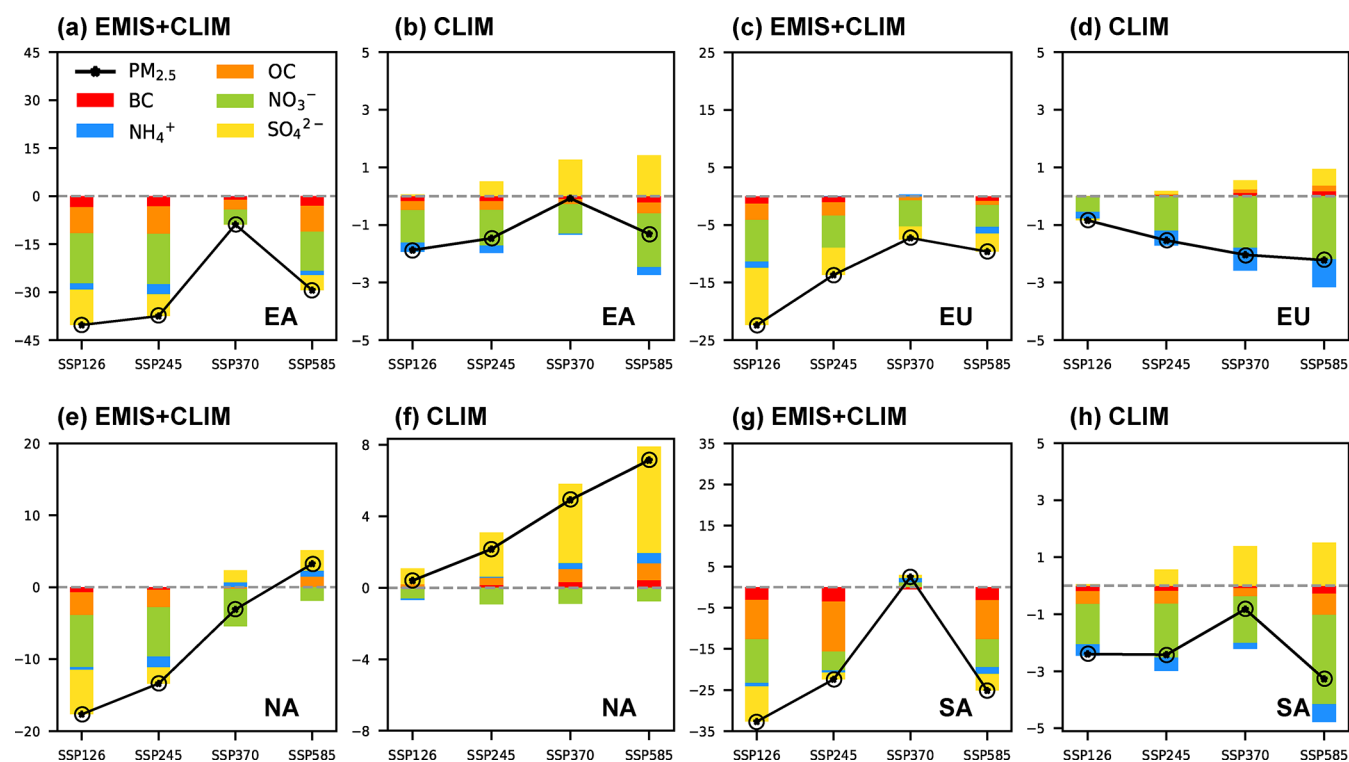 (a) EMIS+CLIM
(b) CLIM
(c) EMIS+CLIM
(d) CLIM
45
30
15
0
−15
−30
−45
PM2.5
BC
NH4+
OC
NO3−
SO42−
EA
SSP126 SSP245 SSP370 SSP585
5
3
1
−1
−3
−5
EA
SSP126 SSP245 SSP370 SSP585
25
15
5
−5
−15
−25
EU
SSP126 SSP245 SSP370 SSP585
5
3
1
−1
−3
−5
EU
SSP126 SSP245 SSP370 SSP585
(e) EMIS+CLIM
(f) CLIM
(g) EMIS+CLIM
(h) CLIM
20
10
0
−10
−20
NA
SSP126 SSP245 SSP370 SSP585
8
4
0
−4
−8
NA
SSP126 SSP245 SSP370 SSP585
35
25
15
5
−5
−15
−25
−35
SA
SSP126 SSP245 SSP370 SSP585
5
3
1
−1
−3
−5
SA
SSP126 SSP245 SSP370 SSP585